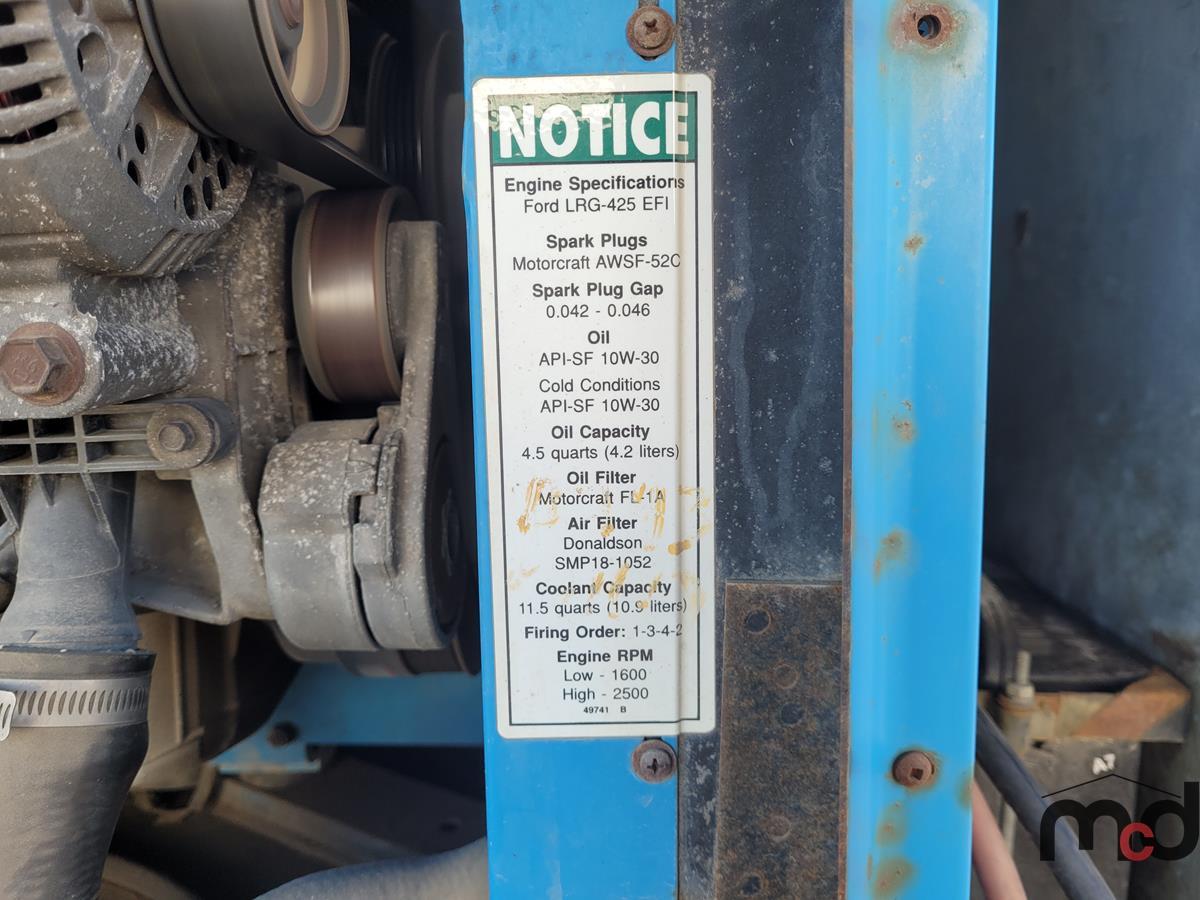 NOTICE
Engine Specifications
Ford LRG-425 EFI
Spark Plugs
Motorcraft AWSF-52C
Spark Plug Gap
0.042 - 0.046
Oil
API-SF 10W-30
Cold Conditions
API-SF 10W-30
Oil Capacity
4.5 quarts (4.2 liters)
Oil Filter
Motorcraft FL-1A
Air Filter
Donaldson
SMP18-1052
Coolant Capacity
11.5 quarts (10.9 liters)
Firing Order: 1-3-4-2
Engine RPM
Low - 1600
High - 2500
49741 B
mcd